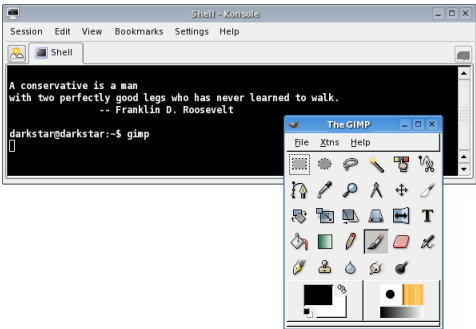 Shell - Konsole
Session Edit View Bookmarks Settings Help
Shell
A conservative is a man
with two perfectly good legs who has never learned to walk.
-- Franklin D. Roosevelt
darkstar@darkstar:~$ gimp
The GIMP
File Xtns Help
T